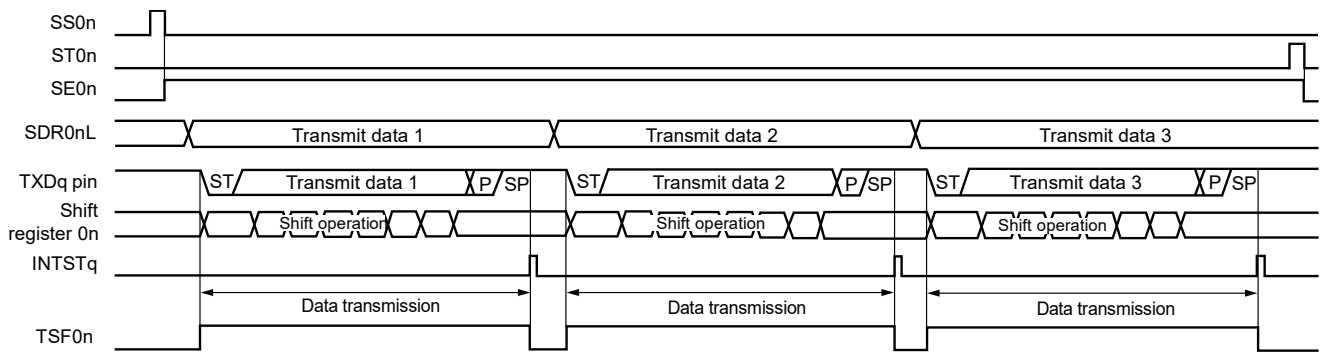 SS0n
ST0n
SE0n
SDR0nL Transmit data 1 Transmit data 2 Transmit data 3
TXDq pin ST Transmit data 1 P SP ST Transmit data 2 P SP ST Transmit data 3 P SP
Shift
register 0n Shift operation Shift operation Shift operation
INTSTq
Data transmission Data transmission Data transmission
TSF0n